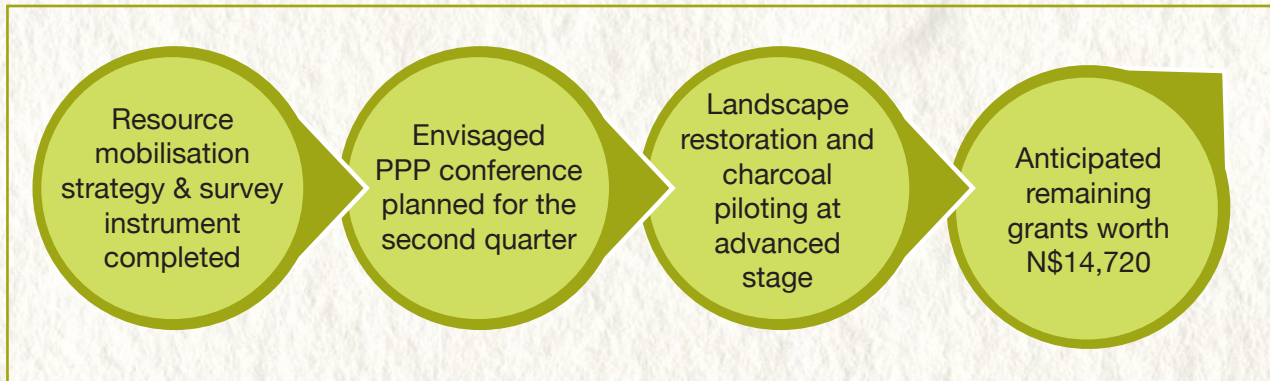 Resource
mobilisation
strategy & survey
instrument
completed
Envisaged
PPP conference
planned for the
second quarter
Landscape
restoration and
charcoal
piloting at
advanced
stage
Anticipated
remaining
grants worth
N$14,720